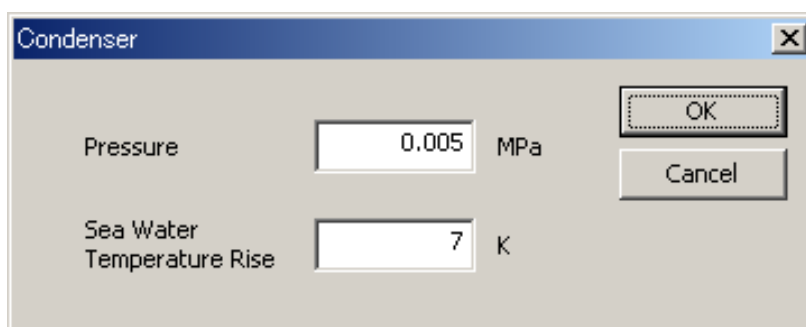 Condenser
OK
Pressure 0.005 MPa
Cancel
Sea Water
Temperature Rise 7 K